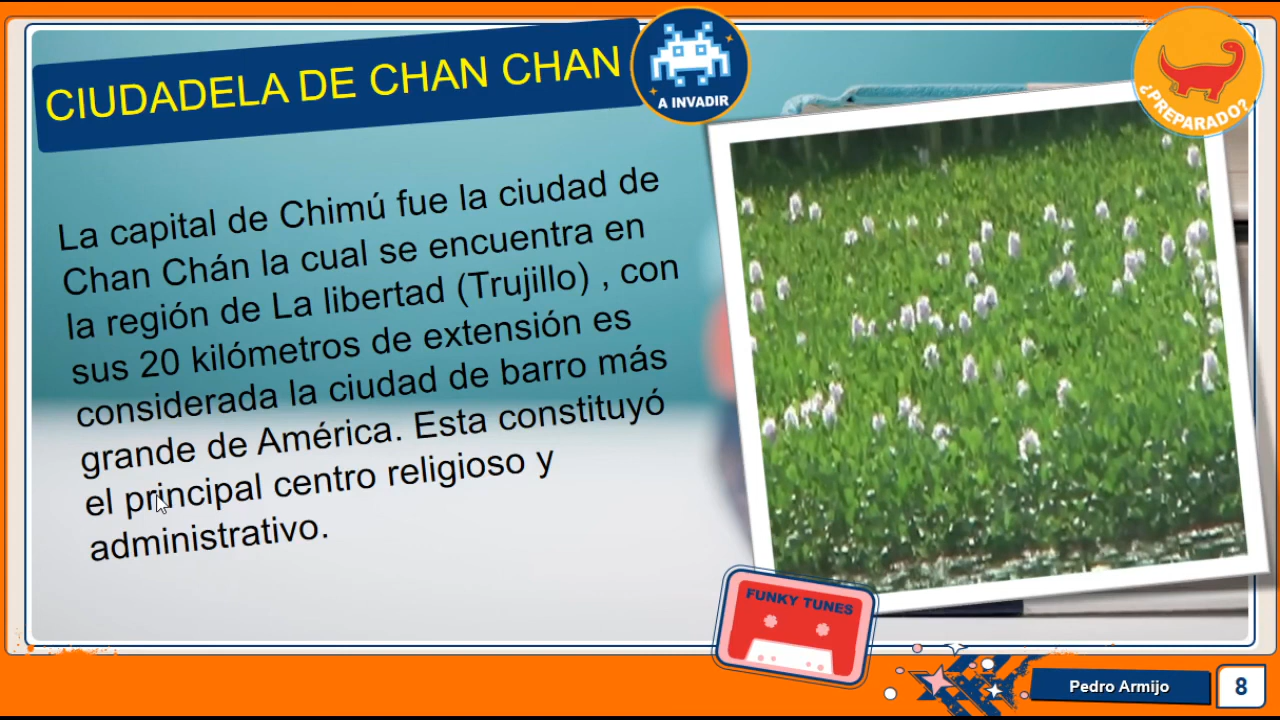 CIUDADELA DE CHAN CHAN
A INVADIR
¿PREPARADO?
La capital de Chimú fue la ciudad de
Chan Chán la cual se encuentra en
la región de La libertad (Trujillo) , con
sus 20 kilómetros de extensión es
considerada la ciudad de barro más
grande de América. Esta constituyó
el principal centro religioso y
administrativo.
FUNKY TUNES
Pedro Armijo
8